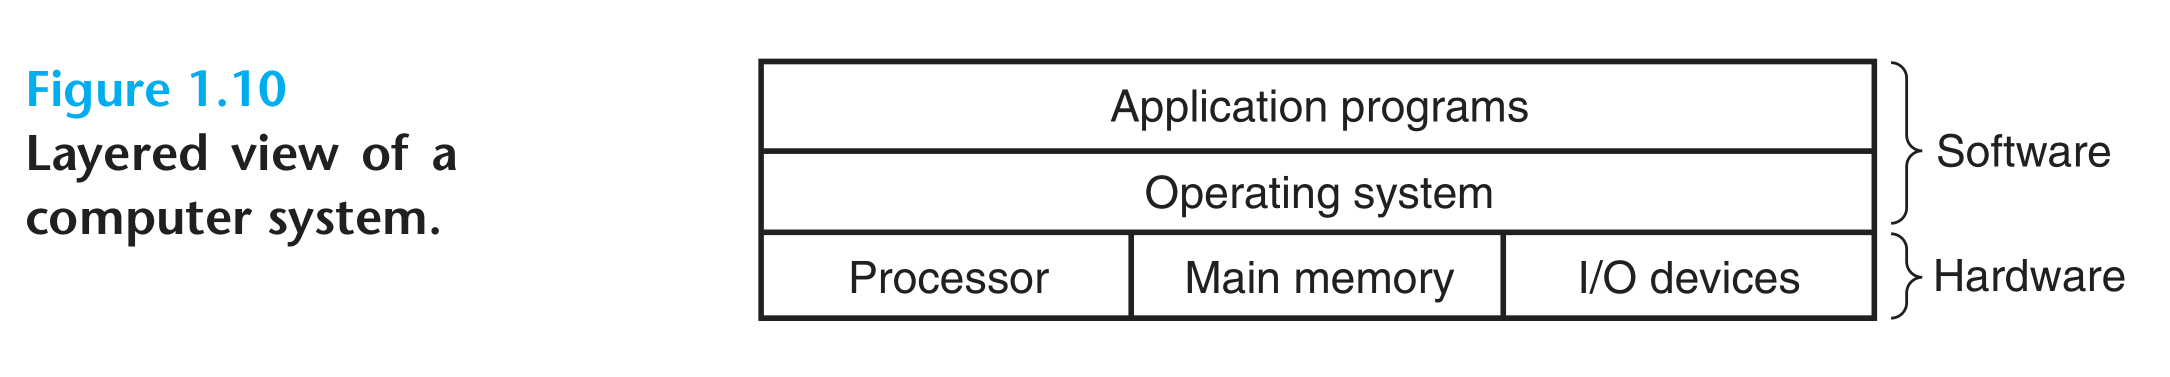 Figure 1.10
Layered view of a
computer system.
Application programs
Operating system
Processor
Main memory
I/O devices
Software
Hardware